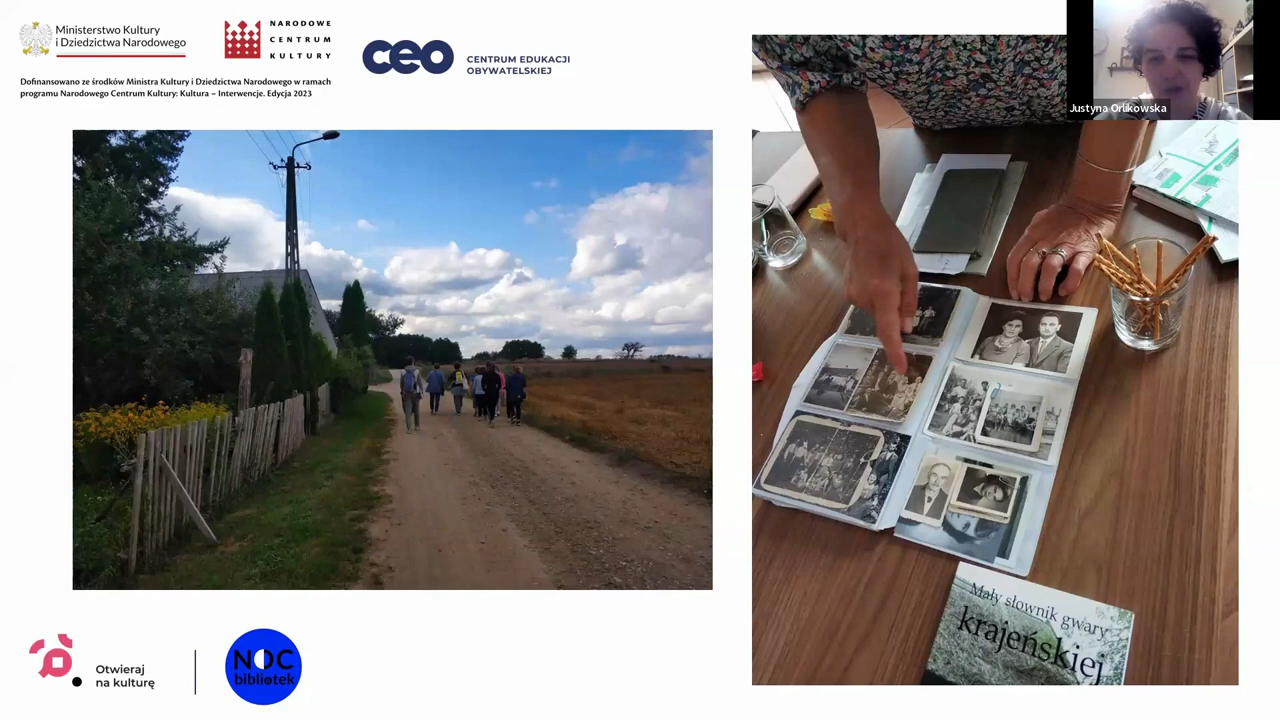 Ministerstwo Kultury
i Dziedzictwa Narodowego
NARODOWE
CENTRUM
KULTURY
Dofinansowano ze środków Ministra Kultury i Dziedzictwa Narodowego w ramach
programu Narodowego Centrum Kultury: Kultura – Interwencje. Edycja 2023
ceo
CENTRUM EDUKACJI
OBYWATELSKIEJ
Justyna Orlikowska
Mały słownik gwary
krajeńskiej
Otwieraj
na kulturę
NOC
bibliotek